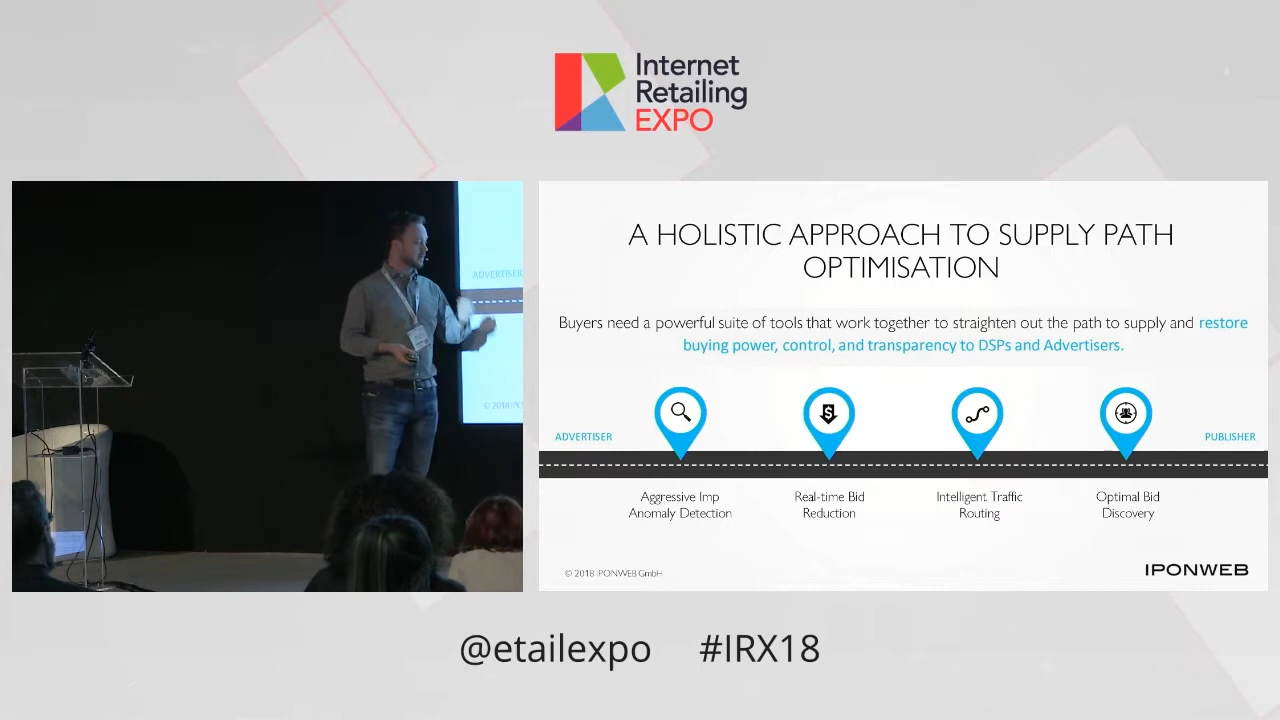 Internet
Retailing
EXPO
ADVERTISER
© 2018 IPO
A HOLISTIC APPROACH TO SUPPLY PATH
OPTIMISATION
Buyers need a powerful suite of tools that work together to straighten out the path to supply and restore
buying power, control, and transparency to DSPs and Advertisers.
ADVERTISER
PUBLISHER
Aggressive Imp
Anomaly Detection
Real-time Bid
Reduction
Intelligent Traffic
Routing
Optimal Bid
Discovery
© 2018 IPONWEB GmbH
IPONWEB
@etailexpo #IRX18